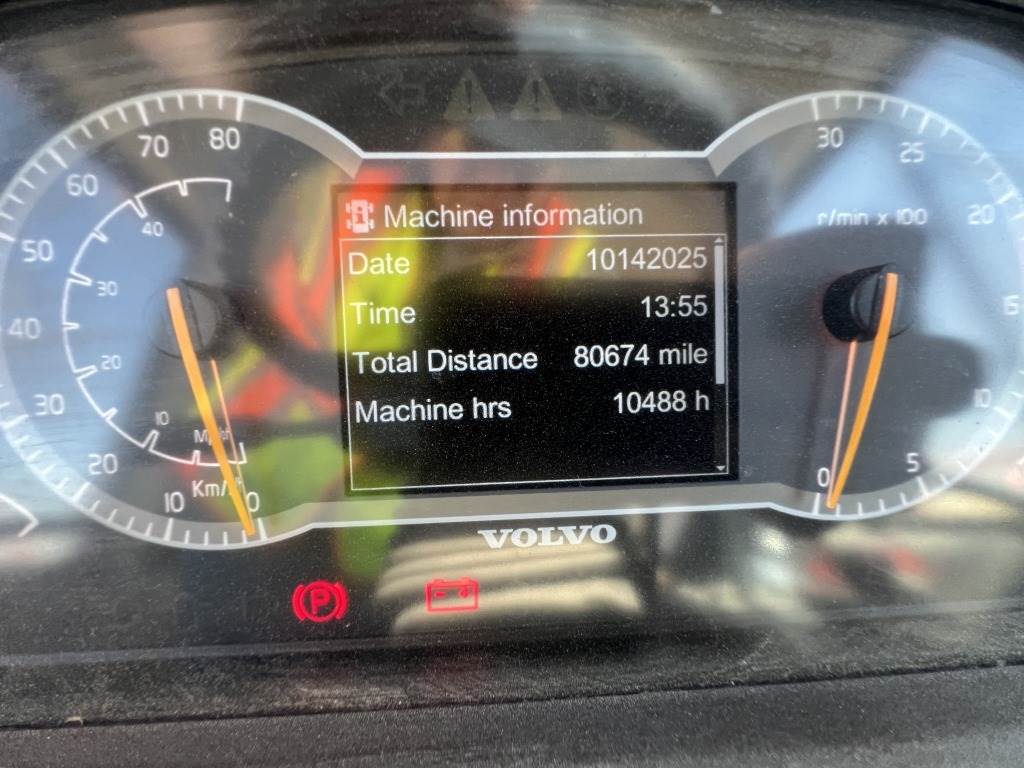 Machine information
Date 10142025
Time 13:55
Total Distance 80674 mile
Machine hrs 10488 h
VOLVO
80
70
60
50
40
30
20
10
0
Km/h
40
30
20
10
r/min x 100
30
25
20
15
10
5
0
P